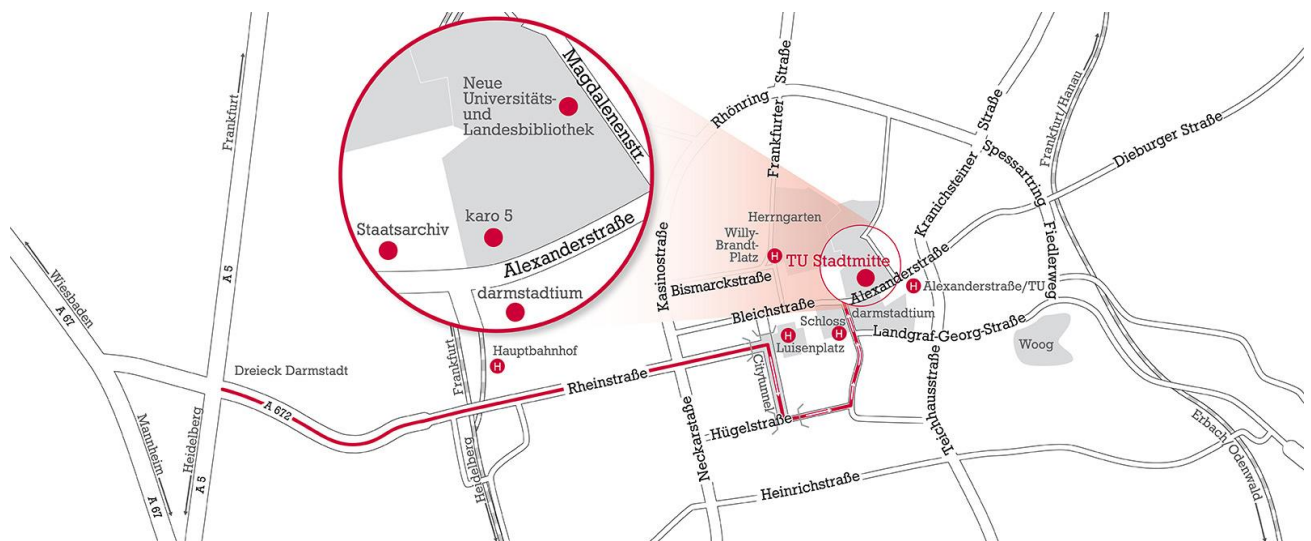 Neue
Universitäts-
und
Landesbibliothek
Magdalenenstr.
Staatsarchiv
karo 5
Alexanderstraße
darmstadtium
Frankfurt
A 5
Wiesbaden
A 67
Dreieck Darmstadt
A 672
Mannheim
A 67
Heidelberg
A 5
Frankfurt
H
Hauptbahnhof
Heidelberg
Rheinstraße
Kasinostraße
Neckarstaße
Rhönring
Frankfurter Straße
Herrngarten
Willy-
Brandt-
Platz
H
Bismarckstraße
Bleichstraße
TU Stadtmitte
Alexanderstraße
H
Alexanderstraße/TU
darmstadtium
Schloss
H
H
Luisenplatz
Citytunnel
Hügelstraße
Landgraf-Georg-Straße
Teichhausstraße
Heinrichstraße
Kranichsteiner Straße
Spessartring
Fiedlerweg
Frankfurt/Hanau
Dieburger Straße
Woog
Erbach Odenwald